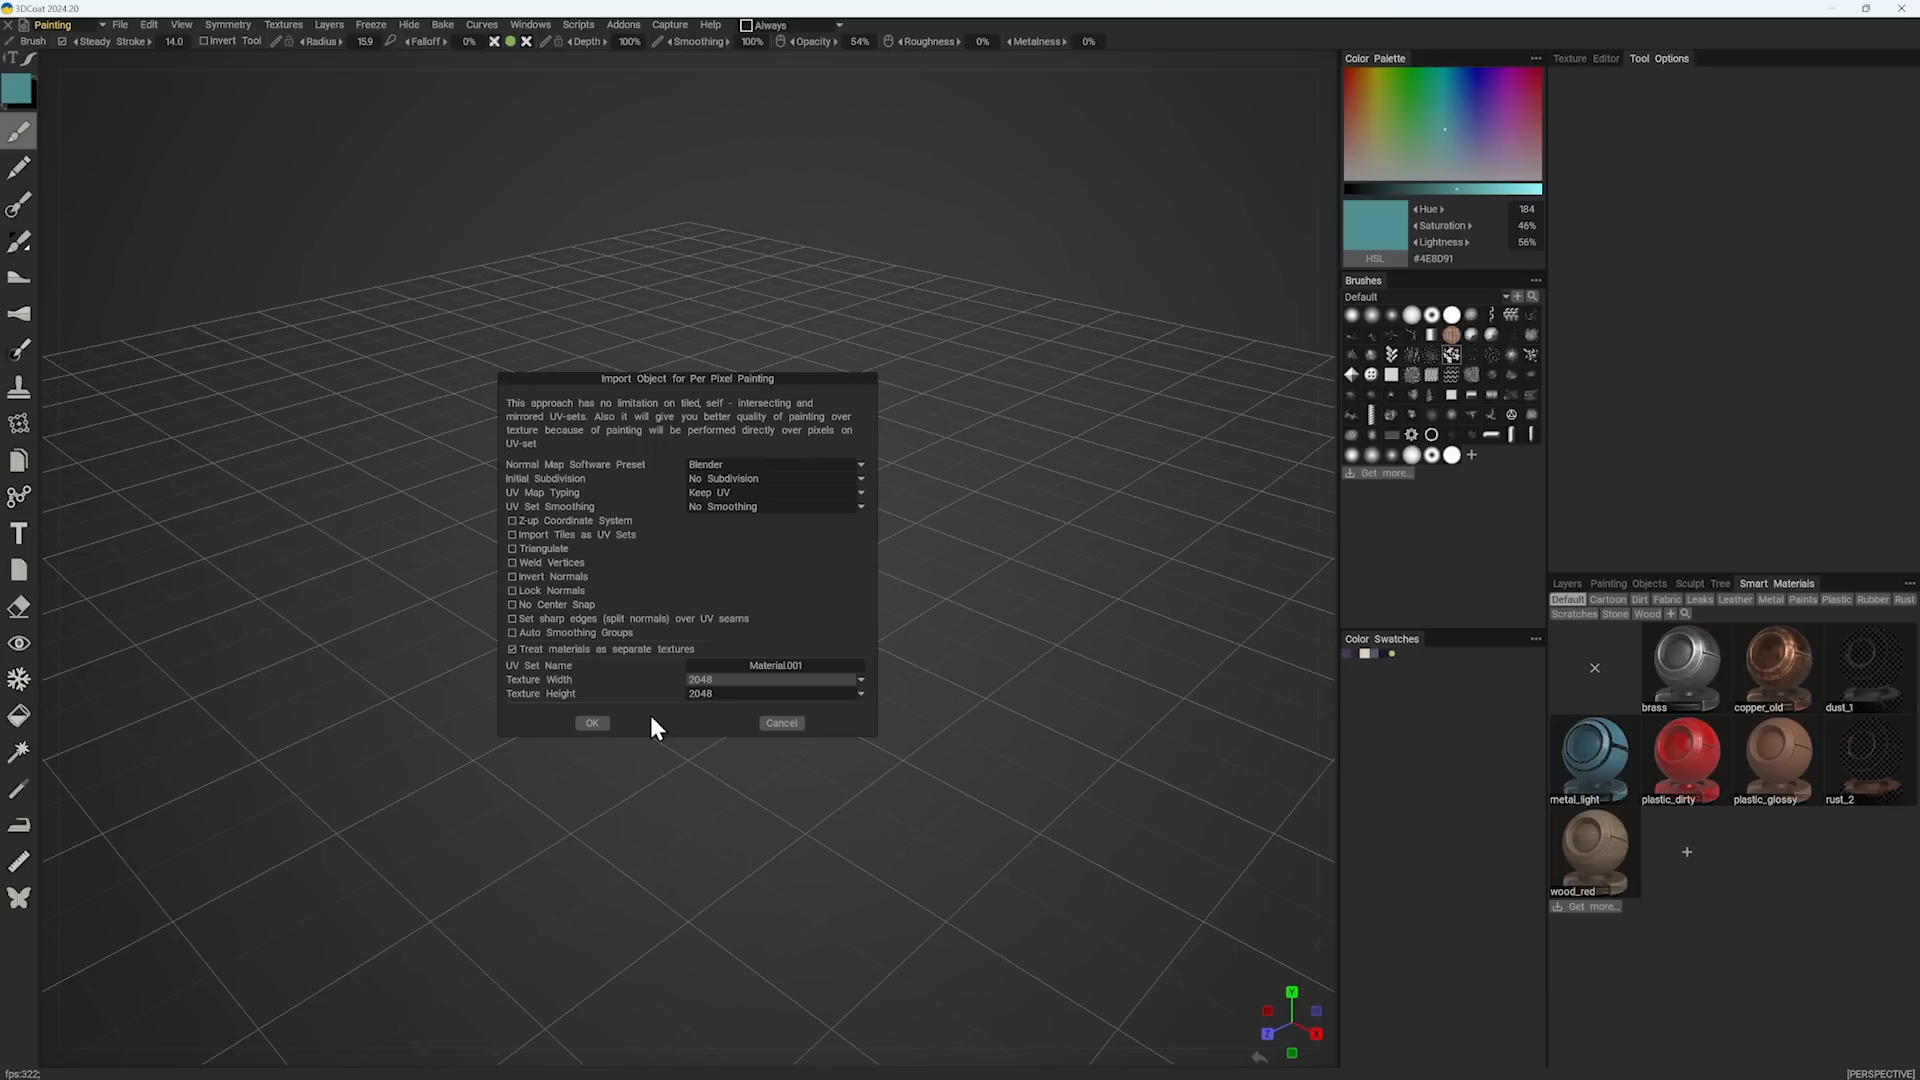 3DCoat 2024.20
Painting File Edit View Symmetry Textures Layers Freeze Hide Bake Curves Windows Scripts Addons Capture Help Always
Brush Steady Stroke 14.0 Invert Tool Radius 15.9 Falloff 0% Depth 100% Smoothing 100% Opacity 54% Roughness 0% Metalness 0%
Color Palette
Texture Editor Tool Options
Hue 184
Saturation 46%
Lightness 56%
HSL #4E8D91
Brushes
Default
Get more...
Import Object for Per Pixel Painting
This approach has no limitation on tiled, self - intersecting and
mirrored UV-sets. Also it will give you better quality of painting over
texture because of painting will be performed directly over pixels on
UV-set
Normal Map Software Preset Blender
Initial Subdivision No Subdivision
UV Map Typing Keep UV
UV Set Smoothing No Smoothing
Z-up Coordinate System
Import Tiles as UV Sets
Triangulate
Weld Vertices
Invert Normals
Lock Normals
No Center Snap
Set sharp edges (split normals) over UV seams
Auto Smoothing Groups
Treat materials as separate textures
UV Set Name Material.001
Texture Width 2048
Texture Height 2048
OK Cancel
Color Swatches
Layers Painting Objects Sculpt Tree Smart Materials
Default Cartoon Dirt Fabric Leaks Leather Metal Paints Plastic Rubber Rust
Scratches Stone Wood
brass copper_old dust_1
metal_light plastic_dirty plastic_glossy rust_2
wood_red
Get more...
Y
Z X
fps:322;
[PERSPECTIVE]